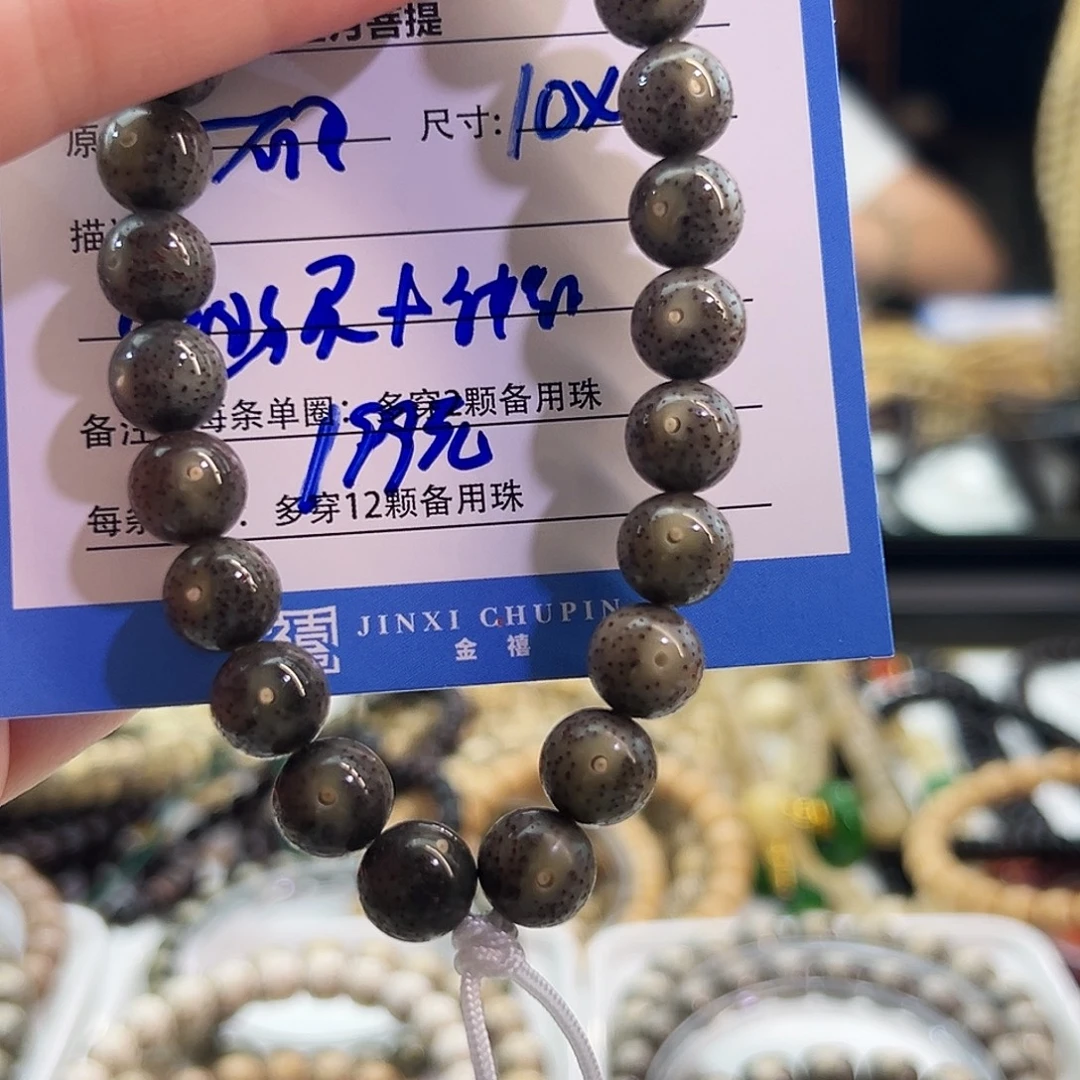 月菩提
原 尺寸: 10X
描
灵+
备注 每条单圈: 多穿2颗备用珠
199元
每条 多穿12颗备用珠
JINXI CHUPIN
金禧